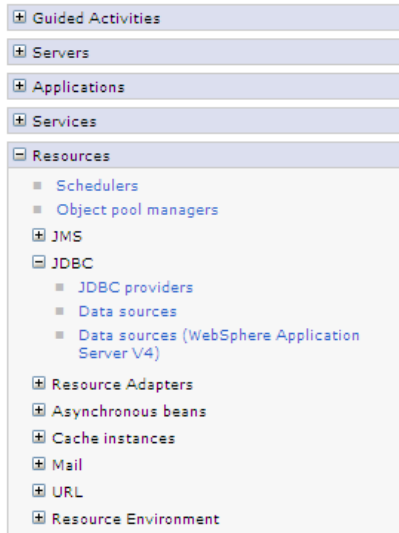 Guided Activities
Servers
Applications
Services
Resources
Schedulers
Object pool managers
JMS
JDBC
JDBC providers
Data sources
Data sources (WebSphere Application
Server V4)
Resource Adapters
Asynchronous beans
Cache instances
Mail
URL
Resource Environment